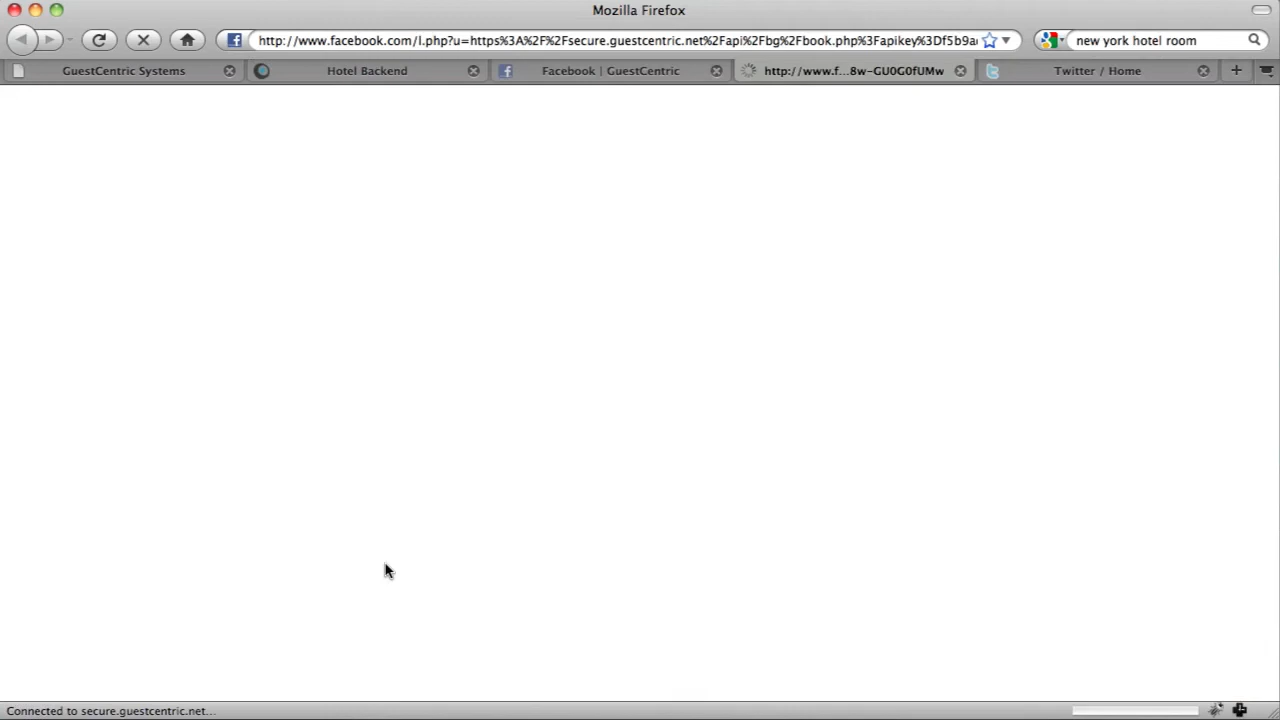 Mozilla Firefox
http://www.facebook.com/l.php?u=https%3A%2F%2Fsecure.guestcentric.net%2Fapi%2Fbg%2Fbook.php%3Fapikey%3Df5b9a
new york hotel room
GuestCentric Systems
Hotel Backend
Facebook | GuestCentric
http://www.f...8w-GU0G0fUMw
Twitter / Home
Connected to secure.guestcentric.net...